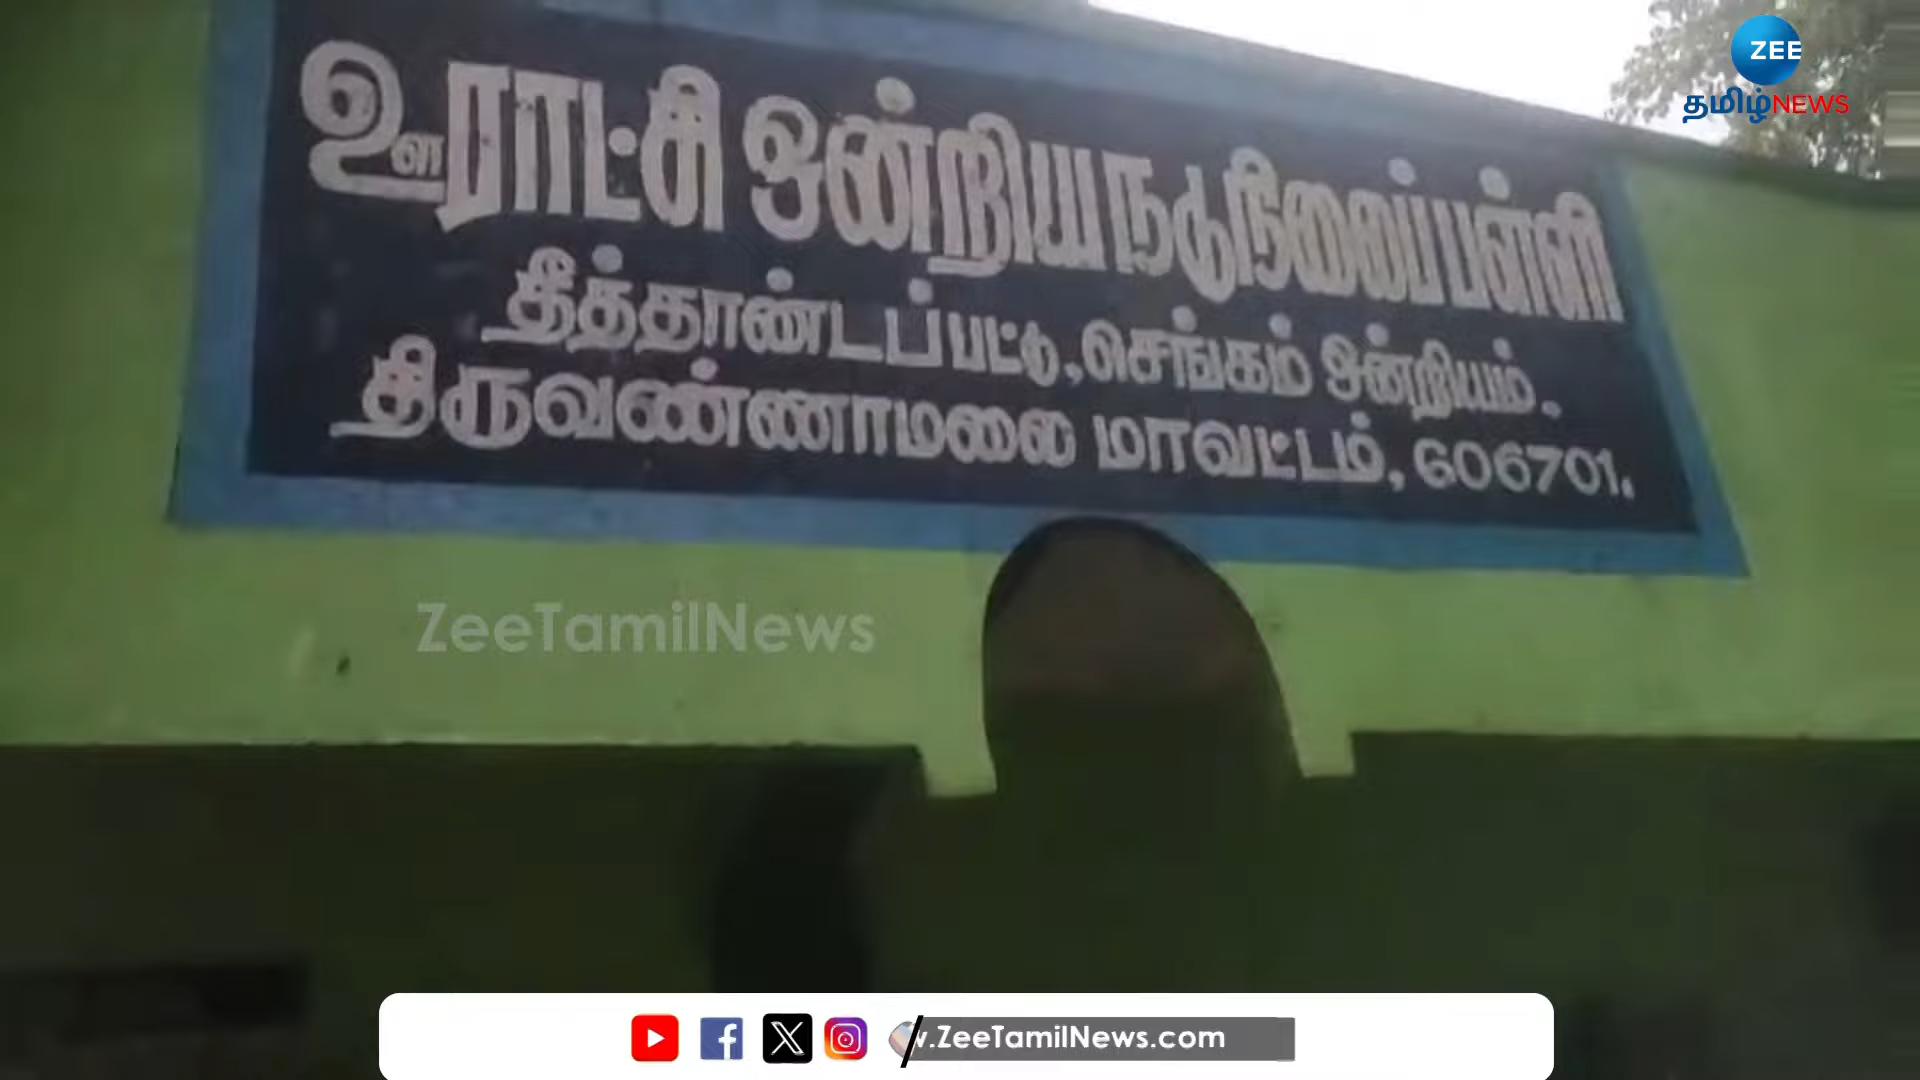 ZEE
தமிழ்NEWS
ஊராட்சி ஒன்றிய நடுநிலைப்பள்ளி
தீத்தாண்டப்பட்டு, செங்கம் ஒன்றியம்.
திருவண்ணாமலை மாவட்டம், 606701.
ZeeTamilNews
.ZeeTamilNews.com